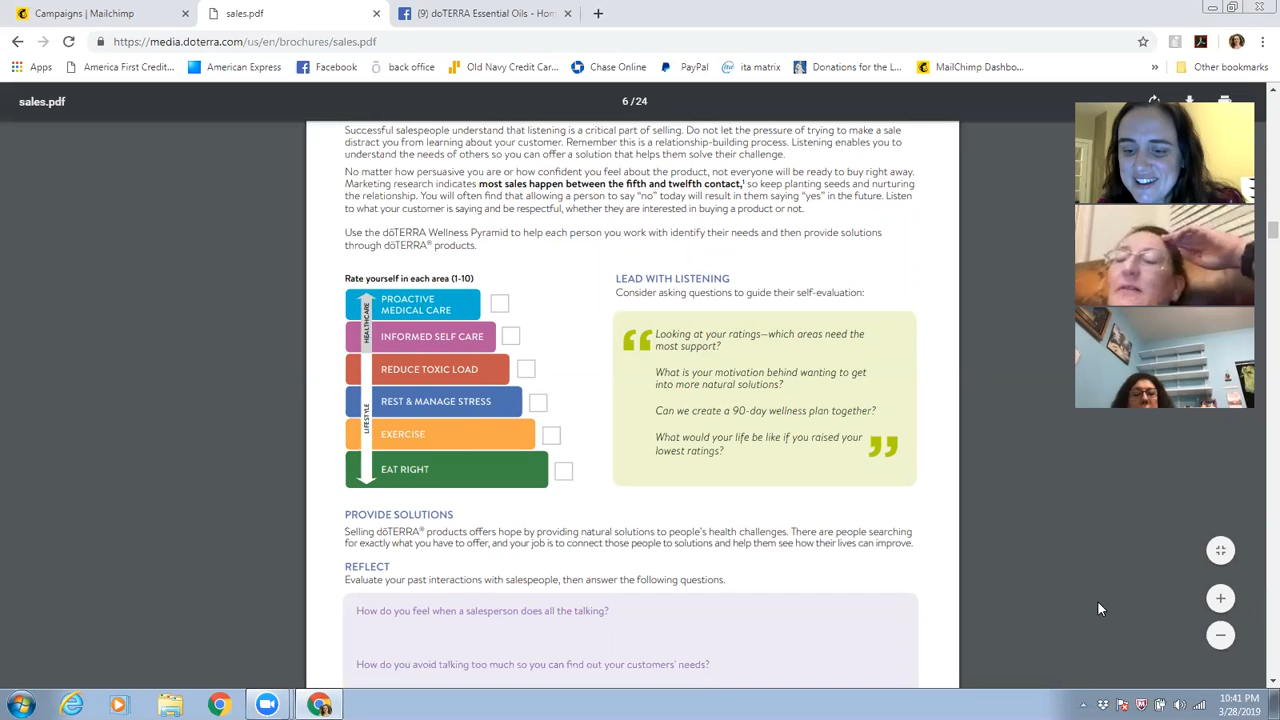 Campaigns | Mailchimp
sales.pdf
(9) doTERRA Essential Oils - Hom
https://media.doterra.com/us/en/brochures/sales.pdf
Apps
America First Credit...
American Express
Facebook
back office
Old Navy Credit Car...
Chase Online
PayPal
ita matrix
Donations for the L...
MailChimp Dashbo...
»
Other bookmarks
sales.pdf
6 / 24
Successful salespeople understand that listening is a critical part of selling. Do not let the pressure of trying to make a sale
distract you from learning about your customer. Remember this is a relationship-building process. Listening enables you to
understand the needs of others so you can offer a solution that helps them solve their challenge.
No matter how persuasive you are or how confident you feel about the product, not everyone will be ready to buy right away.
Marketing research indicates most sales happen between the fifth and twelfth contact,¹ so keep planting seeds and nurturing
the relationship. You will often find that allowing a person to say “no” today will result in them saying “yes” in the future. Listen
to what your customer is saying and be respectful, whether they are interested in buying a product or not.
Use the dōTERRA Wellness Pyramid to help each person you work with identify their needs and then provide solutions
through dōTERRA® products.
Rate yourself in each area (1-10)
HEALTHCARE
PROACTIVE
MEDICAL CARE
INFORMED SELF CARE
LIFESTYLE
REDUCE TOXIC LOAD
REST & MANAGE STRESS
EXERCISE
EAT RIGHT
LEAD WITH LISTENING
Consider asking questions to guide their self-evaluation:
“
Looking at your ratings—which areas need the
most support?
What is your motivation behind wanting to get
into more natural solutions?
Can we create a 90-day wellness plan together?
What would your life be like if you raised your
lowest ratings?
”
PROVIDE SOLUTIONS
Selling dōTERRA® products offers hope by providing natural solutions to people’s health challenges. There are people searching
for exactly what you have to offer, and your job is to connect those people to solutions and help them see how their lives can improve.
REFLECT
Evaluate your past interactions with salespeople, then answer the following questions.
How do you feel when a salesperson does all the talking?
How do you avoid talking too much so you can find out your customers’ needs?
10:41 PM
3/28/2019